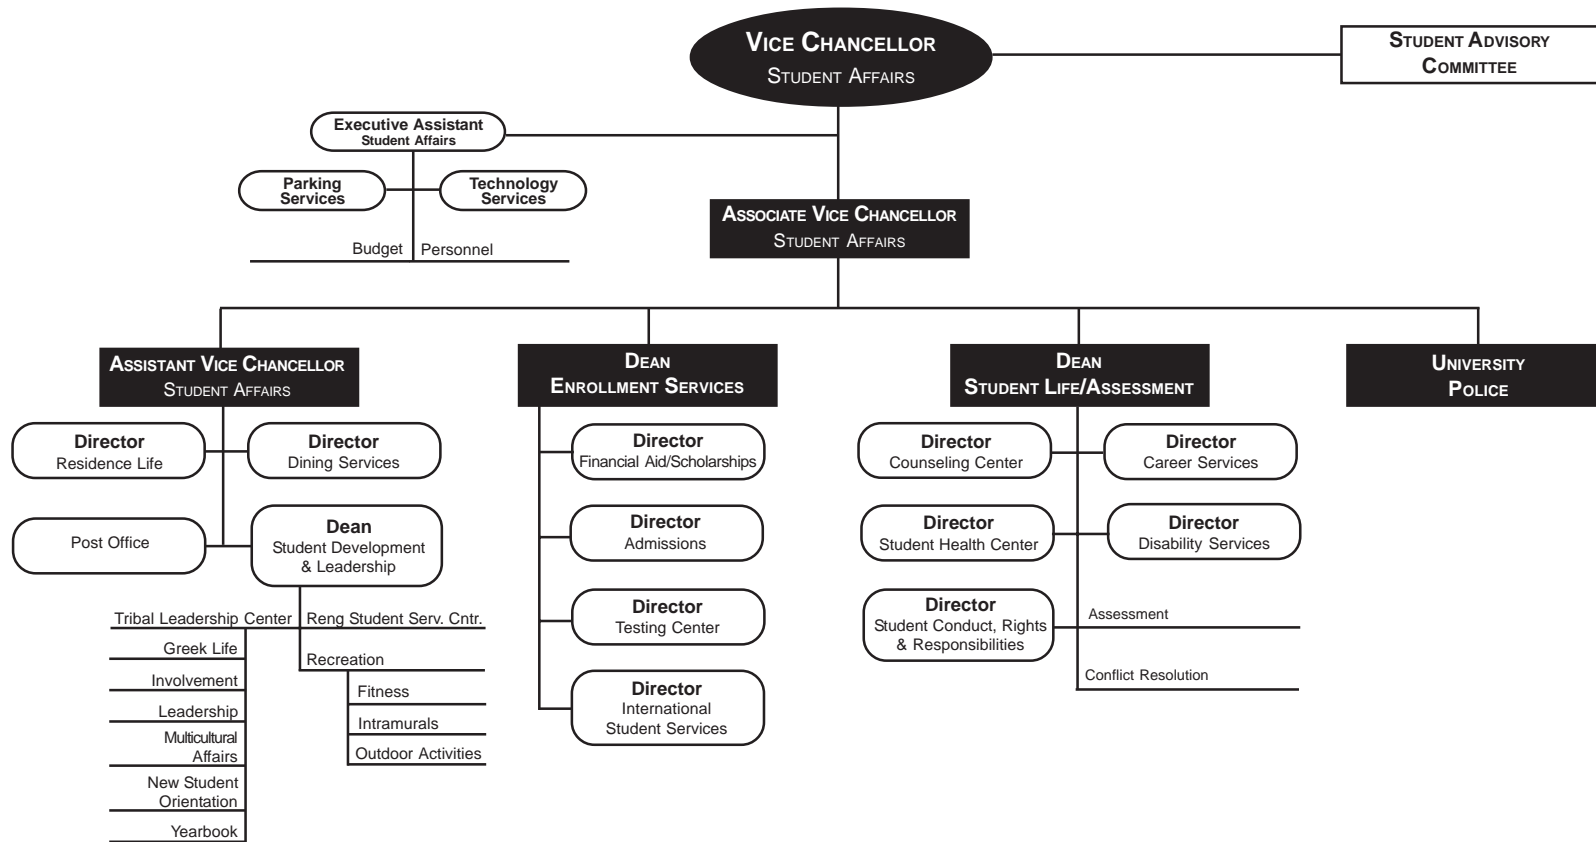 VICE CHANCELLOR
STUDENT AFFAIRS
STUDENT ADVISORY
COMMITTEE
Executive Assistant
Student Affairs
Parking
Services
Technology
Services
Budget
Personnel
ASSOCIATE VICE CHANCELLOR
STUDENT AFFAIRS
ASSISTANT VICE CHANCELLOR
STUDENT AFFAIRS
Director
Residence Life
Director
Dining Services
Post Office
Dean
Student Development
& Leadership
Tribal Leadership Center
Reng Student Serv. Cntr.
Greek Life
Involvement
Leadership
Multicultural
Affairs
New Student
Orientation
Yearbook
Recreation
Fitness
Intramurals
Outdoor Activities
DEAN
ENROLLMENT SERVICES
Director
Financial Aid/Scholarships
Director
Admissions
Director
Testing Center
Director
International
Student Services
DEAN
STUDENT LIFE/ASSESSMENT
Director
Counseling Center
Director
Career Services
Director
Student Health Center
Director
Disability Services
Director
Student Conduct, Rights
& Responsibilities
Assessment
Conflict Resolution
UNIVERSITY
POLICE